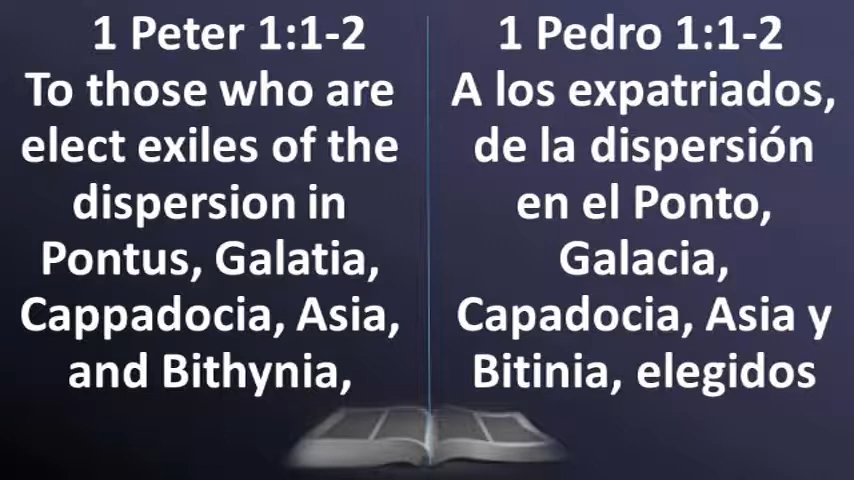 1 Peter 1:1-2
To those who are
elect exiles of the
dispersion in
Pontus, Galatia,
Cappadocia, Asia,
and Bithynia,
1 Pedro 1:1-2
A los expatriados,
de la dispersión
en el Ponto,
Galacia,
Capadocia, Asia y
Bitinia, elegidos